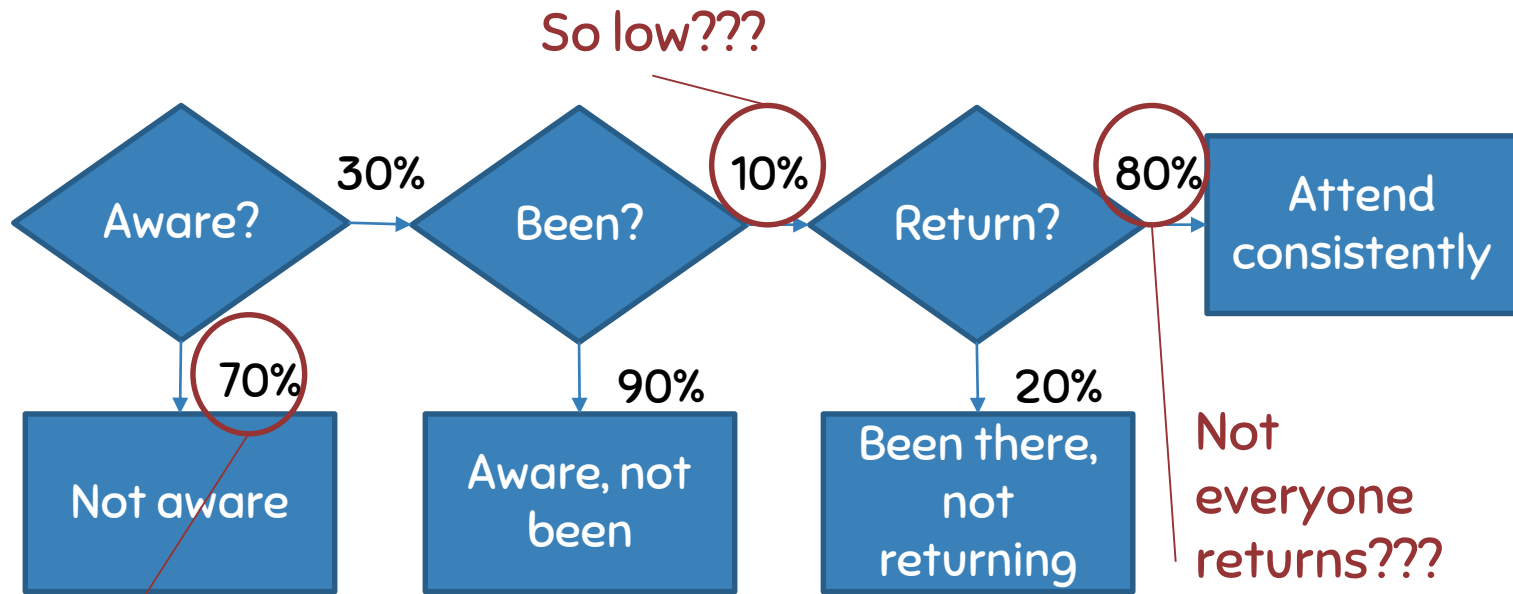 So low???
30%
10%
80%
Aware?
Been?
Return?
Attend
consistently
70%
90%
20%
Not aware
Aware, not
been
Been there,
not
returning
Not
everyone
returns???